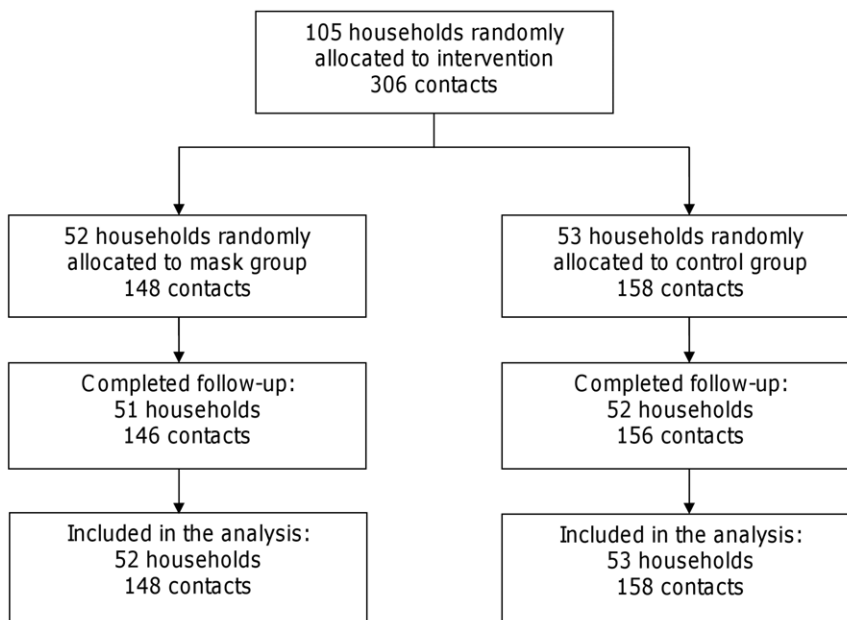 105 households randomly
allocated to intervention
306 contacts
52 households randomly
allocated to mask group
148 contacts
53 households randomly
allocated to control group
158 contacts
Completed follow-up:
51 households
146 contacts
Completed follow-up:
52 households
156 contacts
Included in the analysis:
52 households
148 contacts
Included in the analysis:
53 households
158 contacts